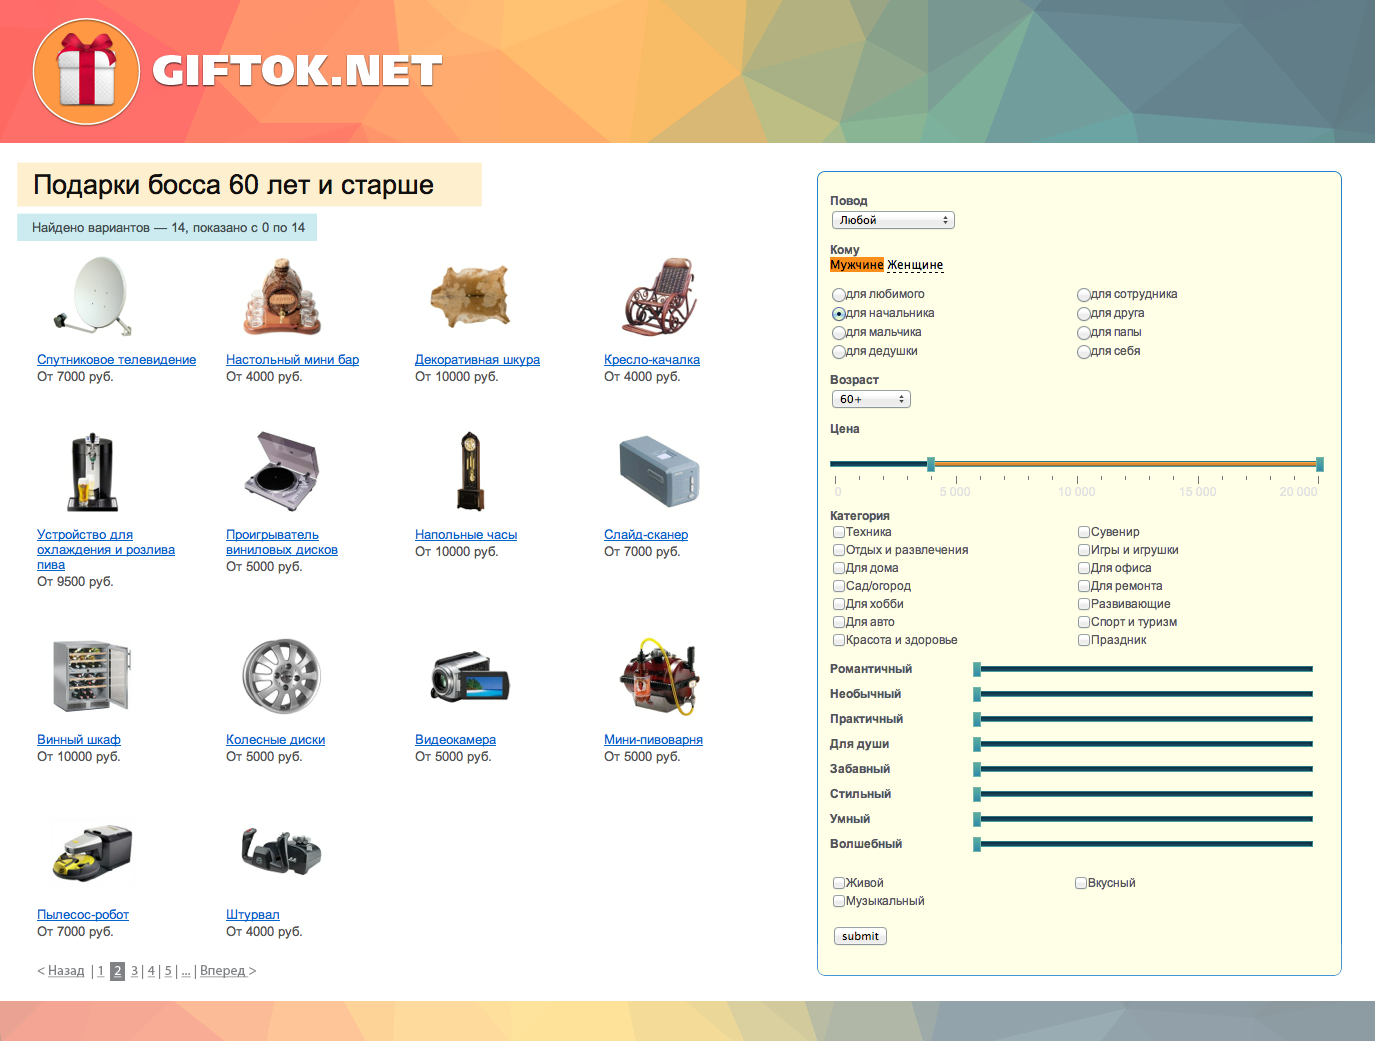 GIFTOK.NET
Подарки босса 60 лет и старше
Найдено вариантов — 14, показано с 0 по 14
Спутниковое телевидение
От 7000 руб.
Настольный мини бар
От 4000 руб.
Декоративная шкура
От 10000 руб.
Кресло-качалка
От 4000 руб.
Устройство для
охлаждения и розлива
пива
От 9500 руб.
Проигрыватель
виниловых дисков
От 5000 руб.
Напольные часы
От 10000 руб.
Слайд-сканер
От 7000 руб.
Винный шкаф
От 10000 руб.
Колесные диски
От 5000 руб.
Видеокамера
От 5000 руб.
Мини-пивоварня
От 5000 руб.
Пылесос-робот
От 7000 руб.
Штурвал
От 4000 руб.
< Назад | 1 2 3 | 4 | 5 | ... | Вперед >
Повод
Любой
Кому
Мужчине Женщине
для любимого
для сотрудника
для начальника
для друга
для мальчика
для папы
для дедушки
для себя
Возраст
60+
Цена
0 5 000 10 000 15 000 20 000
Категория
Техника
Сувенир
Отдых и развлечения
Игры и игрушки
Для дома
Для офиса
Сад/огород
Для ремонта
Для хобби
Развивающие
Для авто
Спорт и туризм
Красота и здоровье
Праздник
Романтичный
Необычный
Практичный
Для души
Забавный
Стильный
Умный
Волшебный
Живой
Вкусный
Музыкальный
submit